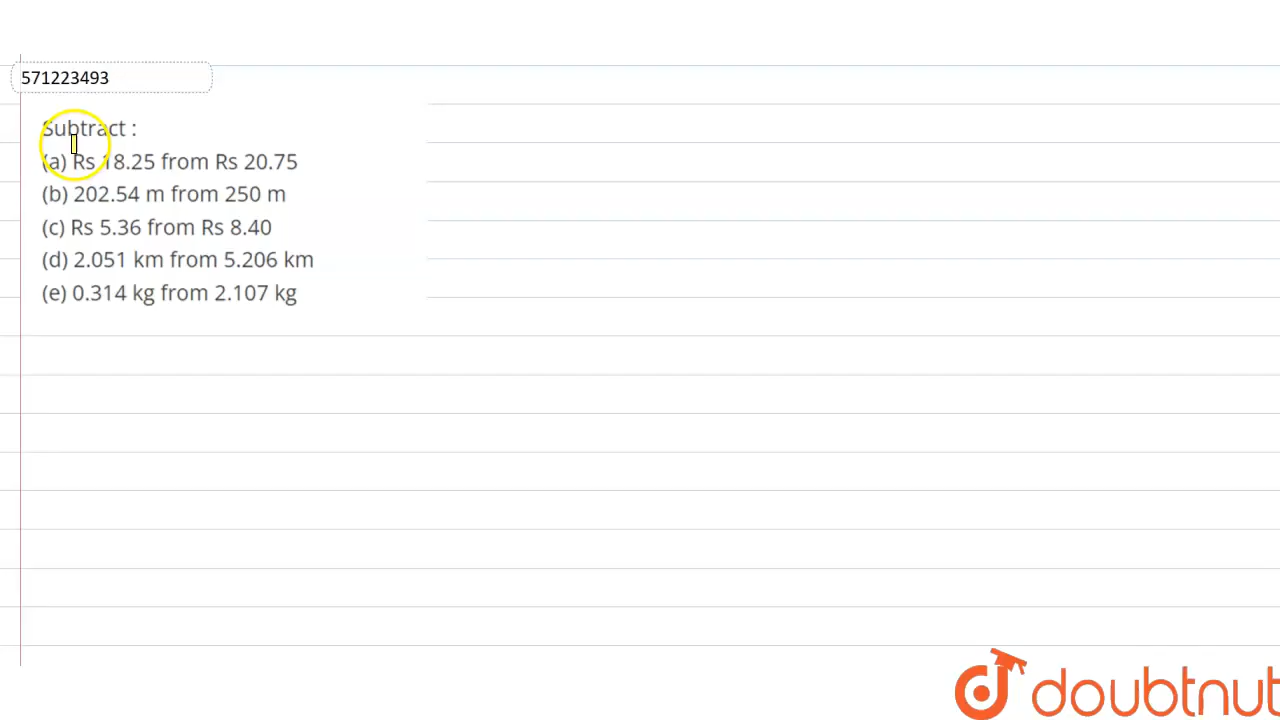 571223493
Subtract :
(a) Rs 18.25 from Rs 20.75
(b) 202.54 m from 250 m
(c) Rs 5.36 from Rs 8.40
(d) 2.051 km from 5.206 km
(e) 0.314 kg from 2.107 kg
doubtnut